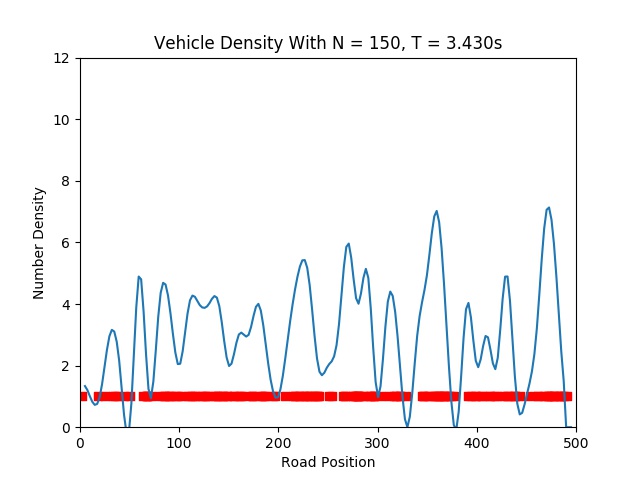 Vehicle Density With N = 150, T = 3.430s
12
10
8
6
4
2
0
Number Density
0 100 200 300 400 500
Road Position